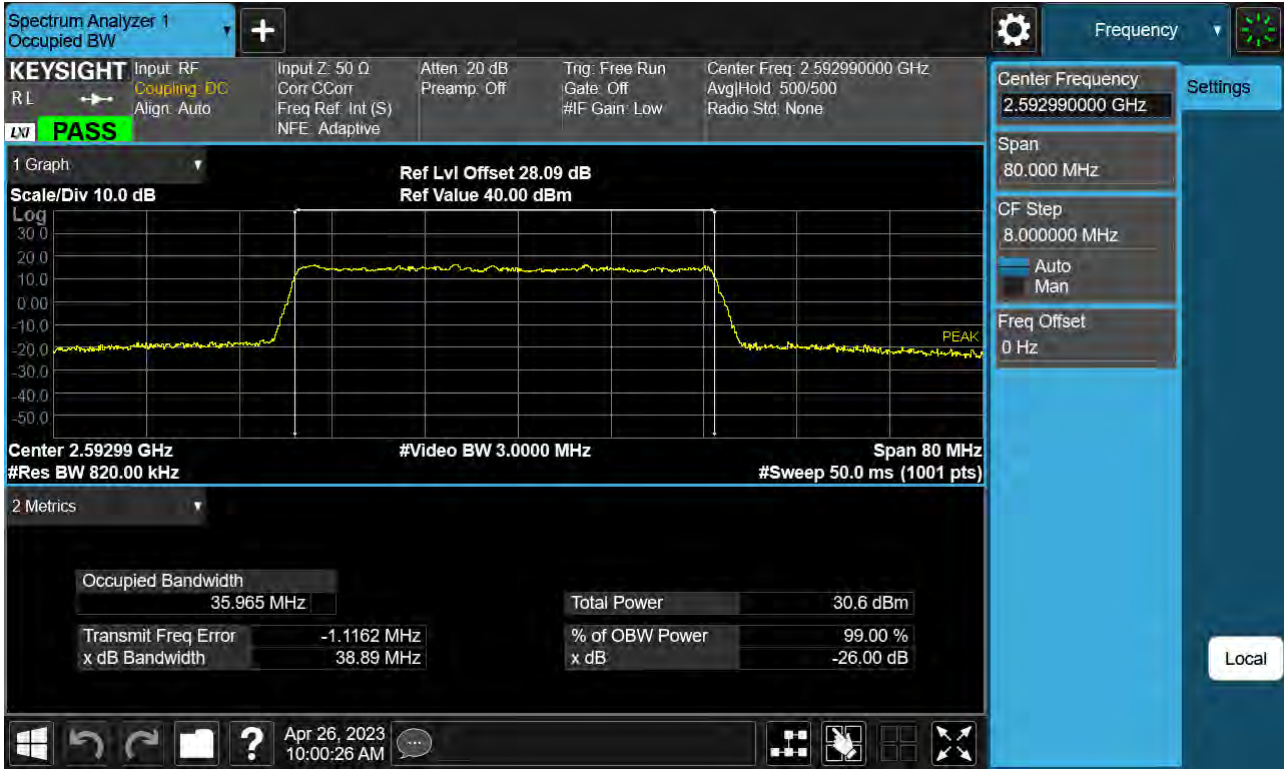 Spectrum Analyzer 1
Occupied BW
Frequency
KEYSIGHT
R L
LXI PASS
Input: RF
Coupling: DC
Align: Auto
Input Z: 50 Ω
Corr CCorr
Freq Ref: Int (S)
NFE: Adaptive
Atten: 20 dB
Preamp: Off
Trig: Free Run
Gate: Off
#IF Gain: Low
Center Freq: 2.592990000 GHz
Avg|Hold: 500/500
Radio Std: None
Center Frequency
2.592990000 GHz
Settings
Span
80.000 MHz
CF Step
8.000000 MHz
Auto
Man
Freq Offset
0 Hz
1 Graph
Scale/Div 10.0 dB
Ref Lvl Offset 28.09 dB
Ref Value 40.00 dBm
Log
30.0
20.0
10.0
0.00
-10.0
-20.0
-30.0
-40.0
-50.0
PEAK
Center 2.59299 GHz
#Video BW 3.0000 MHz
Span 80 MHz
#Res BW 820.00 kHz
#Sweep 50.0 ms (1001 pts)
2 Metrics
Occupied Bandwidth
35.965 MHz
Total Power 30.6 dBm
Transmit Freq Error -1.1162 MHz
% of OBW Power 99.00 %
x dB Bandwidth 38.89 MHz
x dB -26.00 dB
Local
?
Apr 26, 2023
10:00:26 AM